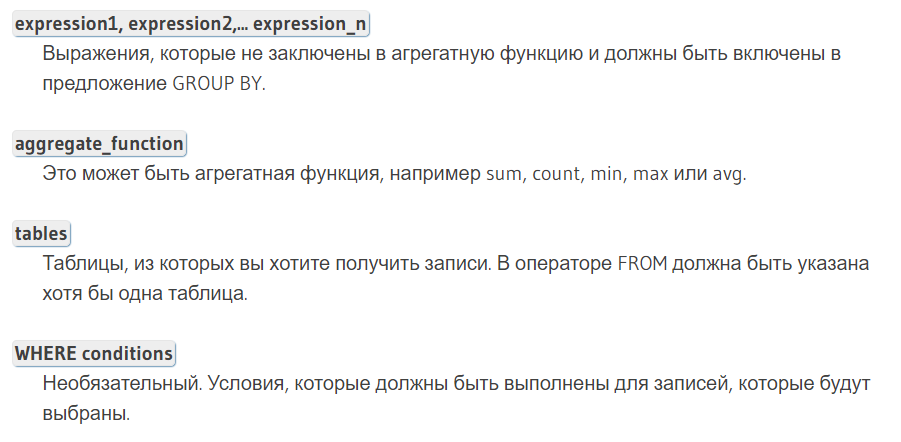 expression1, expression2,... expression_n
Выражения, которые не заключены в агрегатную функцию и должны быть включены в
предложение GROUP BY.
aggregate_function
Это может быть агрегатная функция, например sum, count, min, max или avg.
tables
Таблицы, из которых вы хотите получить записи. В операторе FROM должна быть указана
хотя бы одна таблица.
WHERE conditions
Необязательный. Условия, которые должны быть выполнены для записей, которые будут
выбраны.